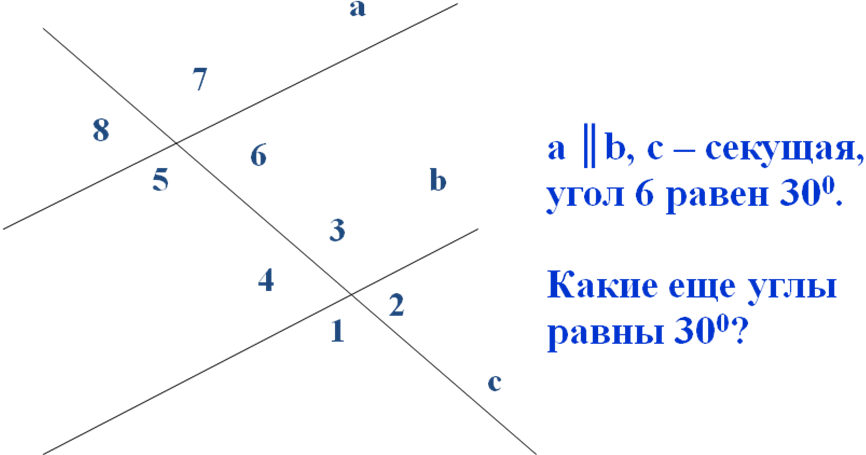 a
7
8
6
5
b
3
4
2
1
c
a ║b, c – секущая,
угол 6 равен 30⁰.
Какие еще углы
равны 30⁰?